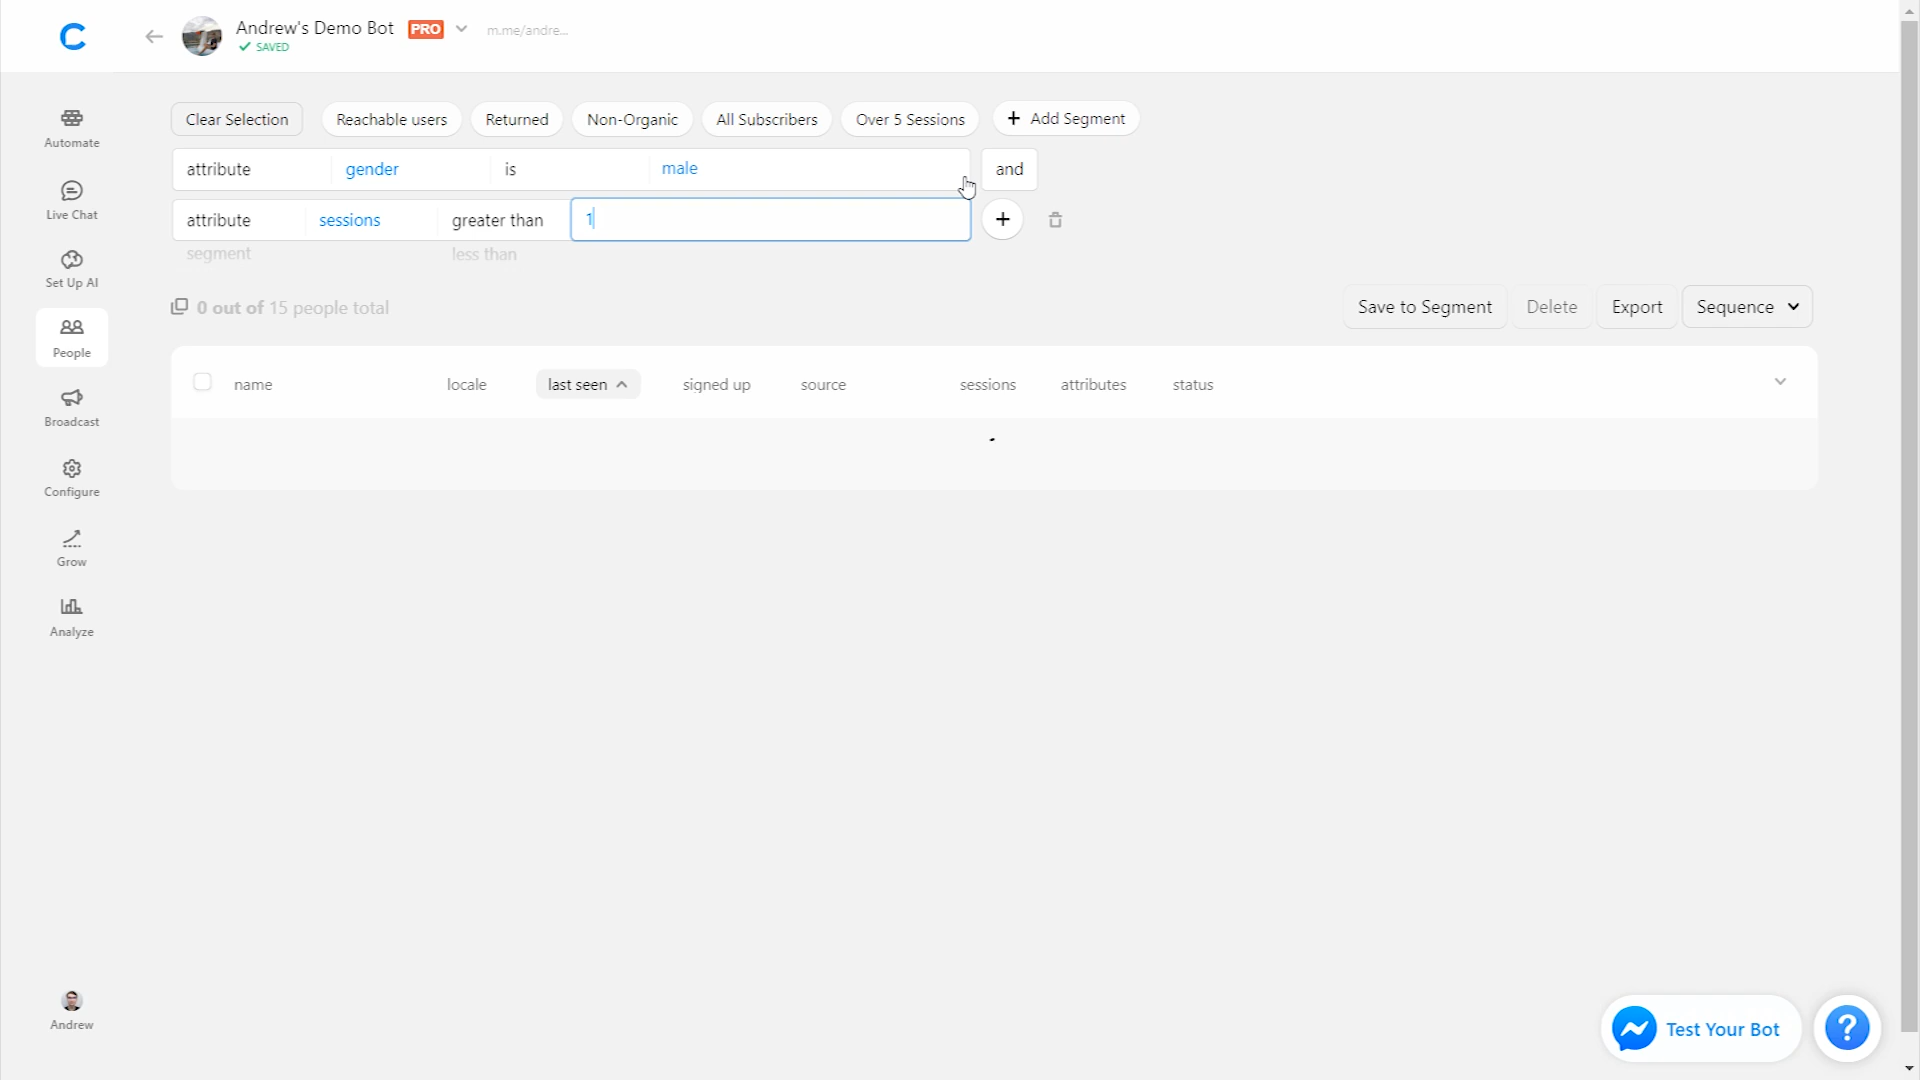 Andrew's Demo Bot PRO m.me/andre...
SAVED
Automate
Live Chat
Set Up AI
People
Broadcast
Configure
Grow
Analyze
Andrew
Clear Selection Reachable users Returned Non-Organic All Subscribers Over 5 Sessions + Add Segment
attribute gender is male and
attribute sessions greater than 1 +
segment less than
0 out of 15 people total Save to Segment Delete Export Sequence
name locale last seen signed up source sessions attributes status
Test Your Bot ?